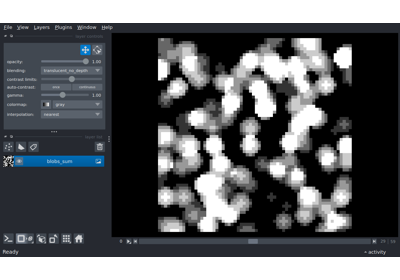 File View Layers Plugins Window Help
opacity: 1.00
blending: translucent_no_depth
contrast limits:
auto-contrast: once continuous
gamma: 1.00
colormap: gray
interpolation: nearest
blobs_sum
Ready
activity